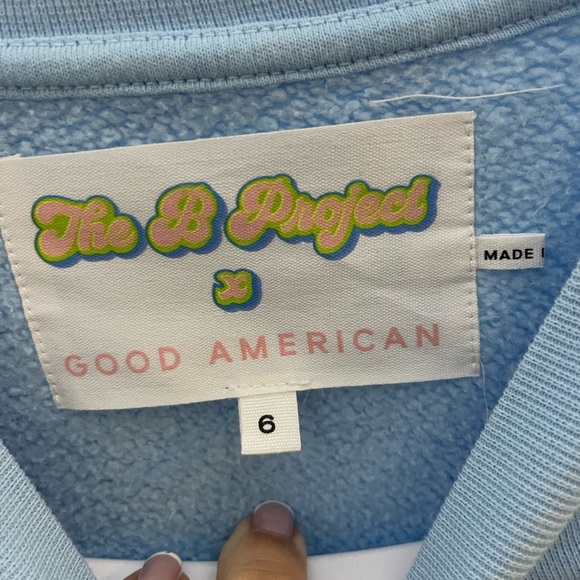 The B Project
x
GOOD AMERICAN
MADE
6